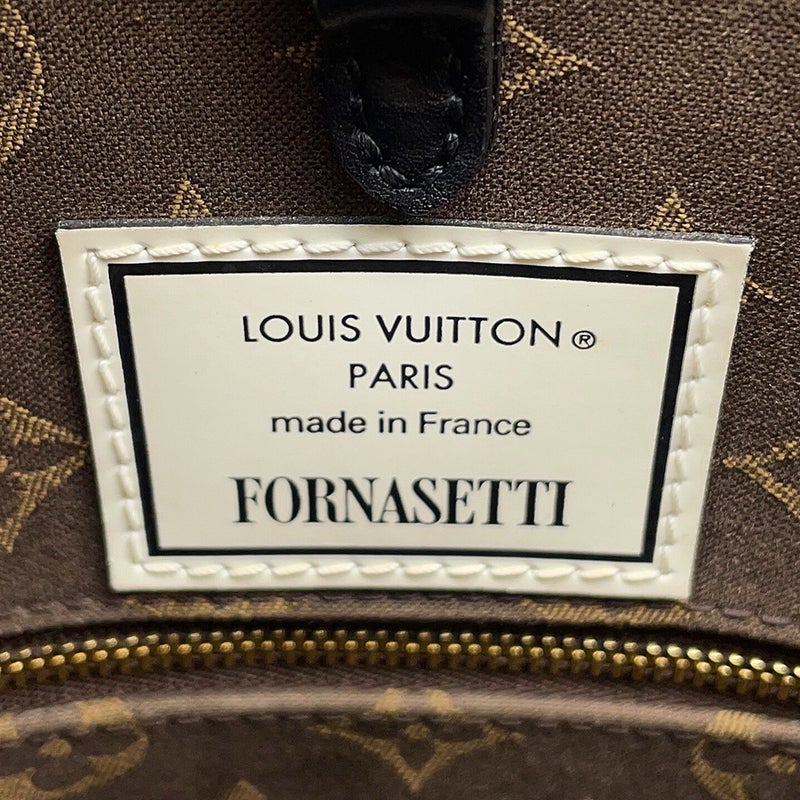 LOUIS VUITTON®
PARIS
made in France
FORNASETTI